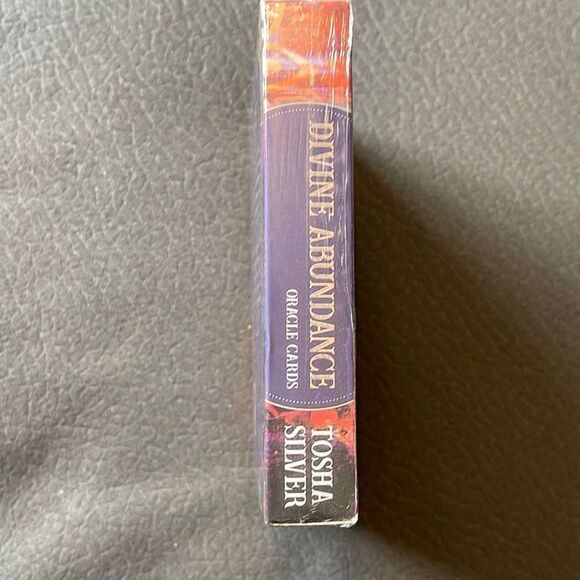 DIVINE ABUNDANCE
ORACLE CARDS
TOSHA
SILVER